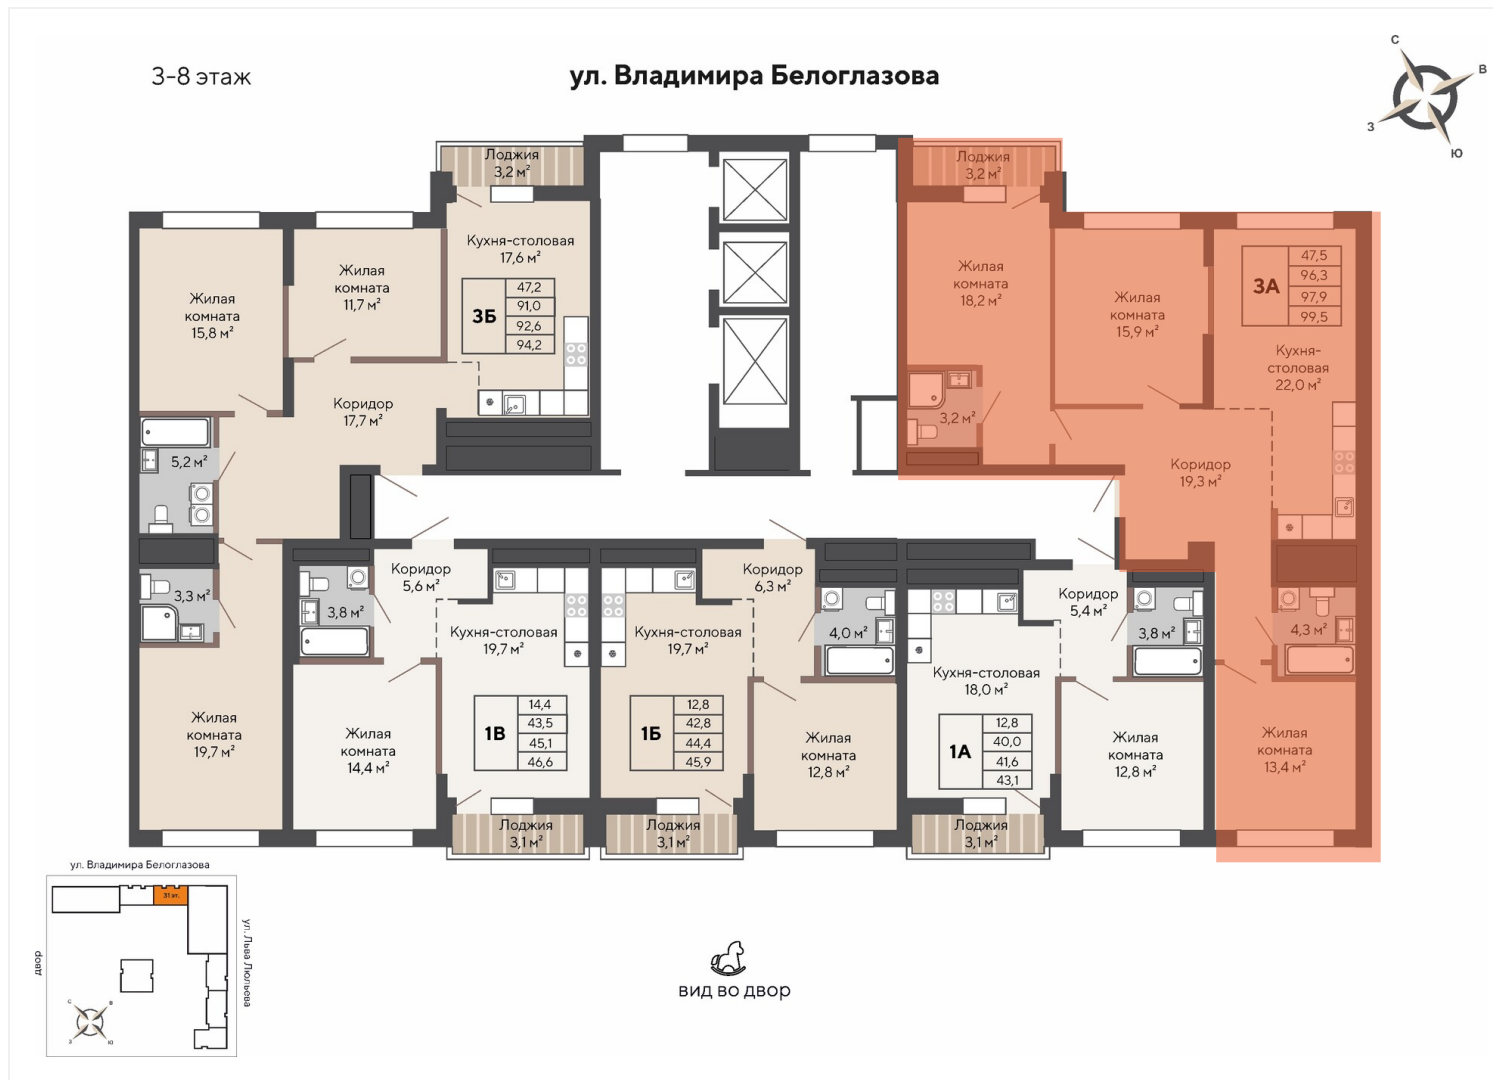 3-8 этаж
ул. Владимира Белоглазова
С
В
З
Ю
Лоджия
3,2 м²
Кухня-столовая
17,6 м²
3Б
47,2
91,0
92,6
94,2
Жилая
комната
11,7 м²
Жилая
комната
15,8 м²
Коридор
17,7 м²
5,2 м²
3,3 м²
Жилая
комната
19,7 м²
Лоджия
3,2 м²
Жилая
комната
18,2 м²
Жилая
комната
15,9 м²
3А
47,5
96,3
97,9
99,5
Кухня-
столовая
22,0 м²
3,2 м²
Коридор
19,3 м²
4,3 м²
Жилая
комната
13,4 м²
Коридор
5,6 м²
3,8 м²
Кухня-столовая
19,7 м²
1В
14,4
43,5
45,1
46,6
Жилая
комната
14,4 м²
Лоджия
3,1 м²
Коридор
6,3 м²
4,0 м²
Кухня-столовая
19,7 м²
1Б
12,8
42,8
44,4
45,9
Жилая
комната
12,8 м²
Лоджия
3,1 м²
Коридор
5,4 м²
3,8 м²
Кухня-столовая
18,0 м²
1А
12,8
40,0
41,6
43,1
Жилая
комната
12,8 м²
Лоджия
3,1 м²
ул. Владимира Белоглазова
31 эт.
двор
ул. Льва Люльева
С
В
З
Ю
вид во двор